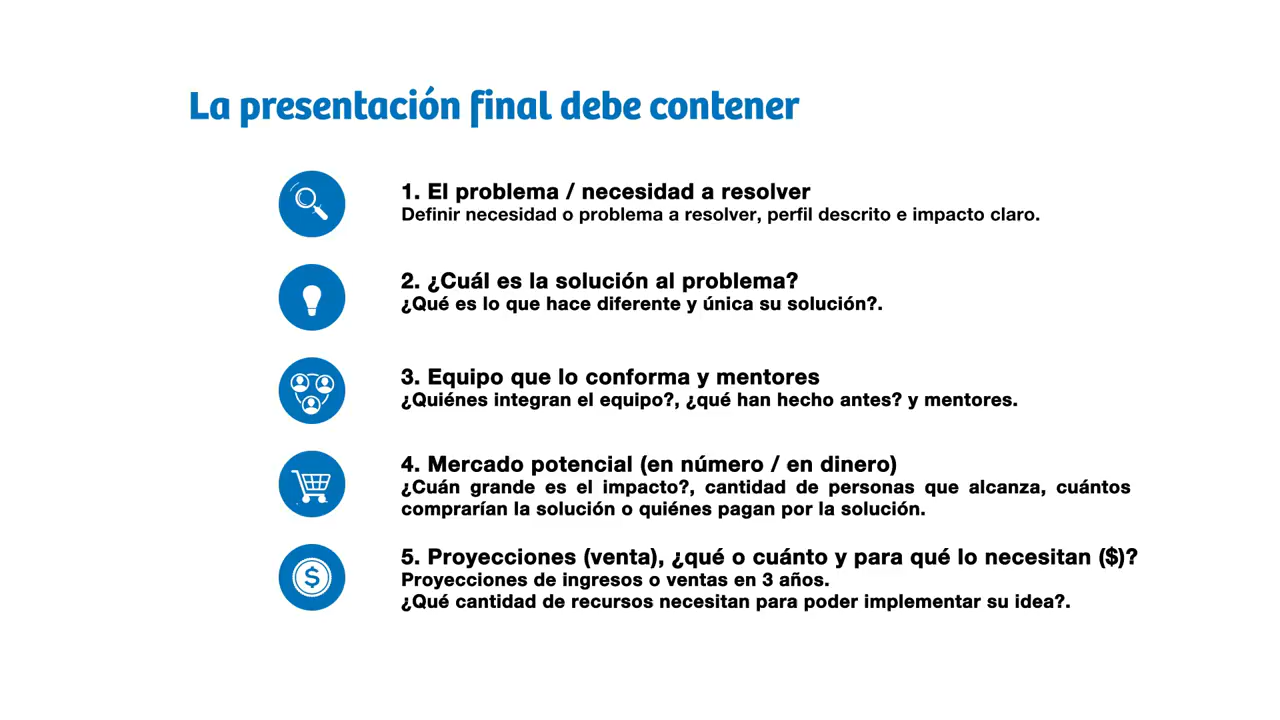 La presentación final debe contener
1. El problema / necesidad a resolver
Definir necesidad o problema a resolver, perfil descrito e impacto claro.
2. ¿Cuál es la solución al problema?
¿Qué es lo que hace diferente y única su solución?.
3. Equipo que lo conforma y mentores
¿Quiénes integran el equipo?, ¿qué han hecho antes? y mentores.
4. Mercado potencial (en número / en dinero)
¿Cuán grande es el impacto?, cantidad de personas que alcanza, cuántos
comprarían la solución o quiénes pagan por la solución.
5. Proyecciones (venta), ¿qué o cuánto y para qué lo necesitan ($)?
Proyecciones de ingresos o ventas en 3 años.
¿Qué cantidad de recursos necesitan para poder implementar su idea?.